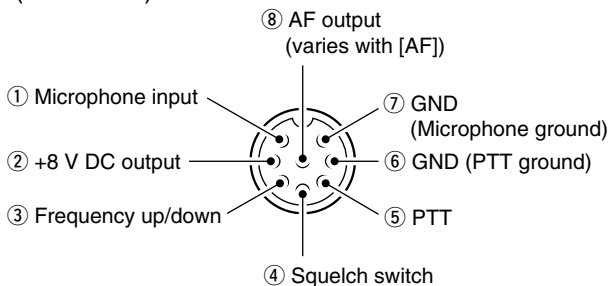 ⑧ AF output
(varies with [AF])
① Microphone input
⑦ GND
(Microphone ground)
② +8 V DC output
⑥ GND (PTT ground)
③ Frequency up/down
⑤ PTT
④ Squelch switch